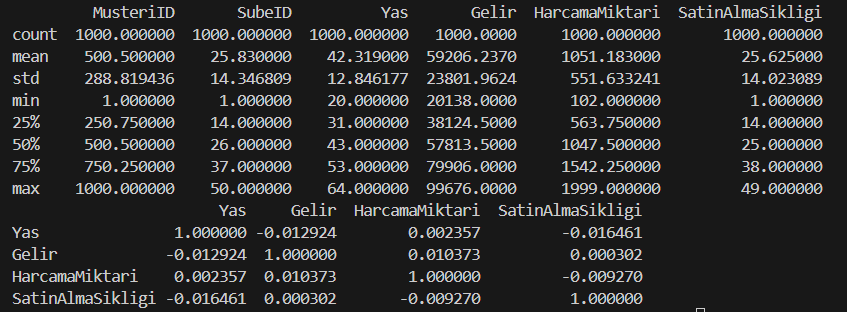 MusteriID SubeID Yas Gelir HarcamaMiktari SatinAlmaSikligi
count 1000.000000 1000.000000 1000.000000 1000.0000 1000.000000 1000.000000
mean 500.500000 25.830000 42.319000 59206.2370 1051.183000 25.625000
std 288.819436 14.346809 12.846177 23801.9624 551.633241 14.023089
min 1.000000 1.000000 20.000000 20138.0000 102.000000 1.000000
25% 250.750000 14.000000 31.000000 38124.5000 563.750000 14.000000
50% 500.500000 26.000000 43.000000 57813.5000 1047.500000 25.000000
75% 750.250000 37.000000 53.000000 79906.0000 1542.250000 38.000000
max 1000.000000 50.000000 64.000000 99676.0000 1999.000000 49.000000
Yas Gelir HarcamaMiktari SatinAlmaSikligi
Yas 1.000000 -0.012924 0.002357 -0.016461
Gelir -0.012924 1.000000 0.010373 0.000302
HarcamaMiktari 0.002357 0.010373 1.000000 -0.009270
SatinAlmaSikligi -0.016461 0.000302 -0.009270 1.000000